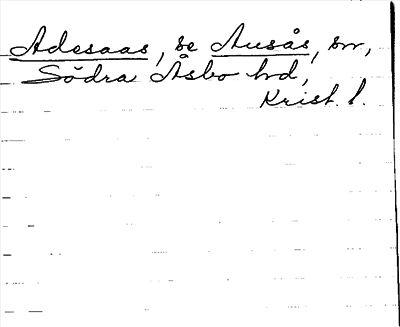 Adesaas, se Ausås, sn,
Södra Åsbo hd,
Krist. l.